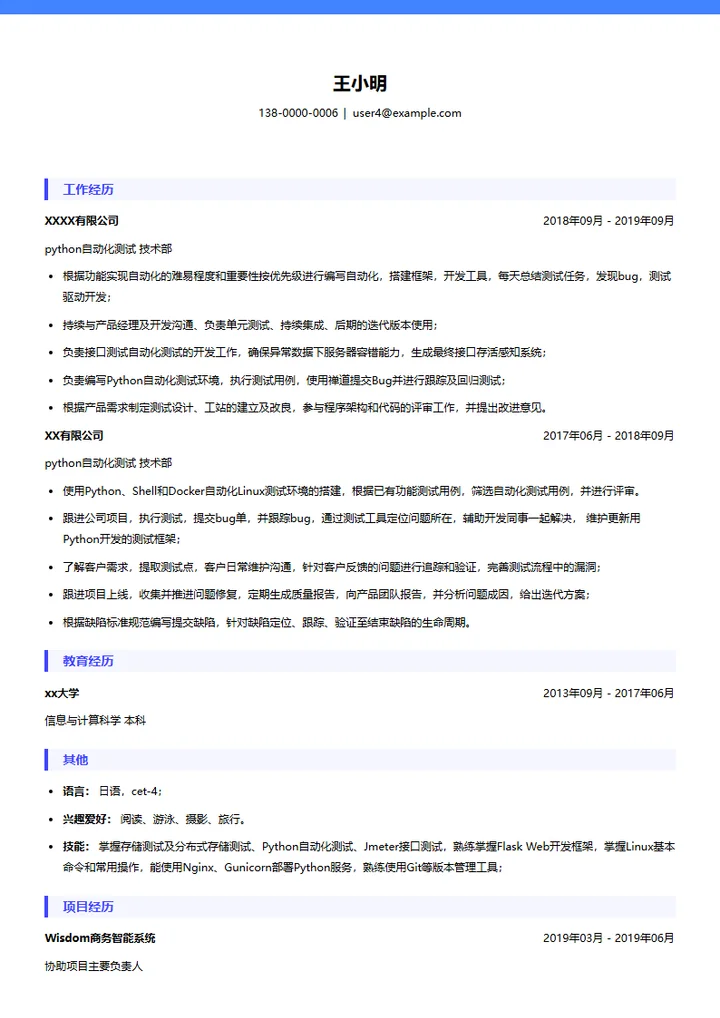 王小明
138-0000-0006 | user4@example.com
工作经历
XXXX有限公司 2018年09月 - 2019年09月
python自动化测试 技术部
• 根据功能实现自动化的难易程度和重要性按优先级进行编写自动化，搭建框架，开发工具，每天总结测试任务，发现bug，测试
驱动开发；
• 持续与产品经理及开发沟通、负责单元测试、持续集成、后期的迭代版本使用；
• 负责接口测试自动化测试的开发工作，确保异常数据下服务器容错能力，生成最终接口存活感知系统；
• 负责编写Python自动化测试环境，执行测试用例，使用禅道提交Bug并进行跟踪及回归测试；
• 根据产品需求制定测试设计、工站的建立及改良，参与程序架构和代码的评审工作，并提出改进意见。
XX有限公司 2017年06月 - 2018年09月
python自动化测试 技术部
• 使用Python、Shell和Docker自动化Linux测试环境的搭建，根据已有功能测试用例，筛选自动化测试用例，并进行评审。
• 跟进公司项目，执行测试，提交bug单，并跟踪bug，通过测试工具定位问题所在，辅助开发同事一起解决， 维护更新用
Python开发的测试框架；
• 了解客户需求，提取测试点，客户日常维护沟通，针对客户反馈的问题进行追踪和验证，完善测试流程中的漏洞；
• 跟进项目上线，收集并推进问题修复，定期生成质量报告，向产品团队报告，并分析问题成因，给出迭代方案；
• 根据缺陷标准规范编写提交缺陷，针对缺陷定位、跟踪、验证至结束缺陷的生命周期。
教育经历
xx大学 2013年09月 - 2017年06月
信息与计算科学 本科
其他
• 语言： 日语，cet-4；
• 兴趣爱好： 阅读、游泳、摄影、旅行。
• 技能： 掌握存储测试及分布式存储测试、Python自动化测试、Jmeter接口测试，熟练掌握Flask Web开发框架，掌握Linux基本
命令和常用操作，能使用Nginx、Gunicorn部署Python服务，熟练使用Git等版本管理工具；
项目经历
Wisdom商务智能系统 2019年03月 - 2019年06月
协助项目主要负责人